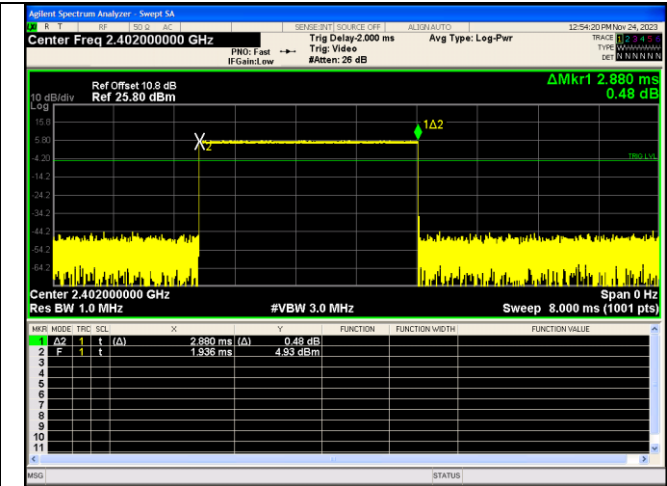 Agilent Spectrum Analyzer - Swept SA
R T RF 50 Ω AC SENSE:INT SOURCE OFF ALIGN AUTO 12:54:20 PM Nov 24, 2023
Center Freq 2.402000000 GHz Trig Delay-2.000 ms Avg Type: Log-Pwr TRACE 1 2 3 4 5 6
PNO: Fast Trig: Video TYPE
IFGain:Low #Atten: 26 dB DET N N N N N N
ΔMkr1 2.880 ms
0.48 dB
Ref Offset 10.8 dB
10 dB/div Ref 25.80 dBm
Log
15.8
5.80
-4.20
-14.2
-24.2
-34.2
-44.2
-54.2
-64.2
X2
1Δ2
TRIG LVL
Center 2.402000000 GHz Span 0 Hz
Res BW 1.0 MHz #VBW 3.0 MHz Sweep 8.000 ms (1001 pts)
MKR MODE TRC SCL X Y FUNCTION FUNCTION WIDTH FUNCTION VALUE
1 Δ2 1 t (Δ) 2.880 ms (Δ) 0.48 dB
2 F 1 t 1.936 ms 4.93 dBm
3
4
5
6
7
8
9
10
11
MSG STATUS